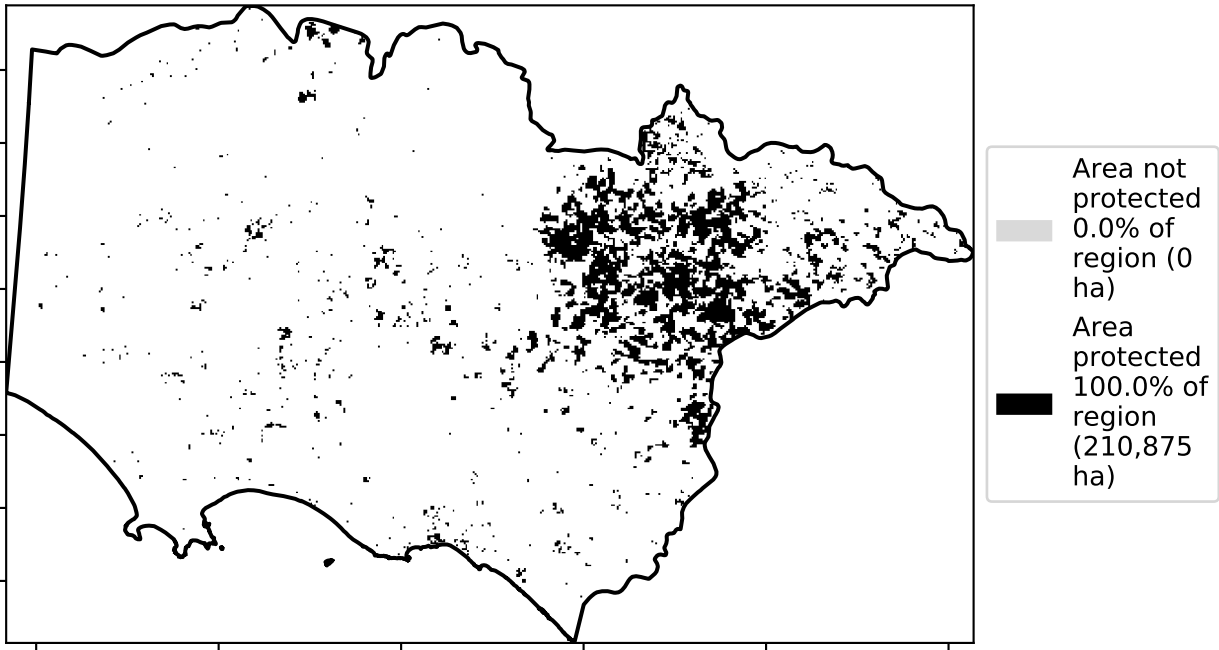 Area not
protected
0.0% of
region (0
ha)
Area
protected
100.0% of
region
(210,875
ha)